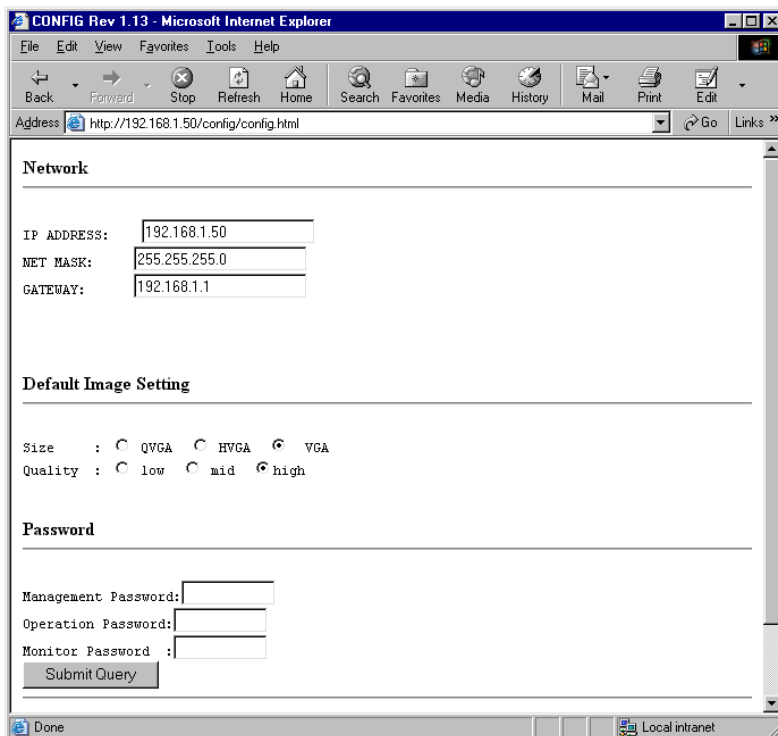 CONFIG Rev 1.13 - Microsoft Internet Explorer
File Edit View Favorites Tools Help
Back Forward Stop Refresh Home Search Favorites Media History Mail Print Edit
Address http://192.168.1.50/config/config.html Go Links »
Network
IP ADDRESS: 192.168.1.50
NET MASK: 255.255.255.0
GATEWAY: 192.168.1.1
Default Image Setting
Size : QVGA HVGA VGA
Quality : low mid high
Password
Management Password:
Operation Password:
Monitor Password :
Submit Query
Done Local intranet